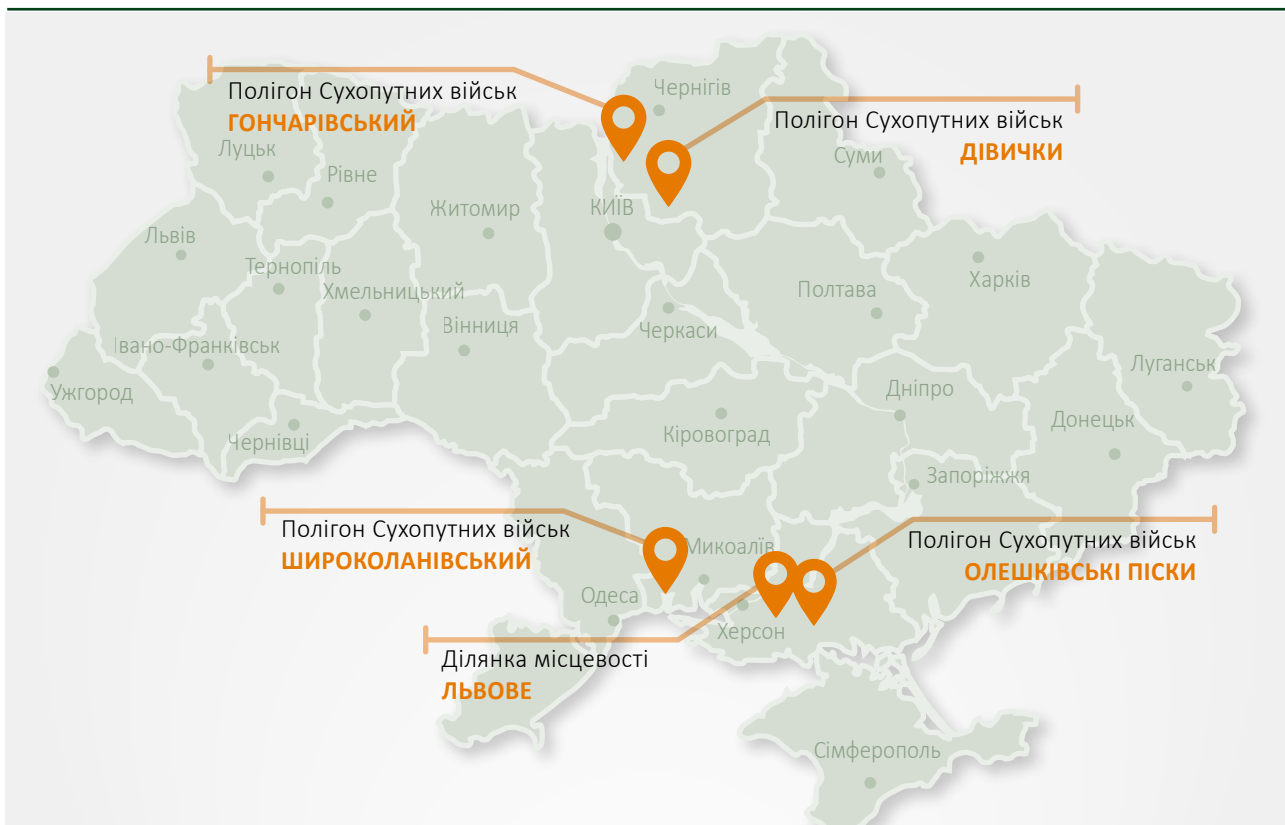 Полігон Сухопутних військ
ГОНЧАРІВСЬКИЙ
Чернігів
Полігон Сухопутних військ
ДІВИЧКИ
Луцьк
Рівне
Суми
Житомир
КИЇВ
Львів
Тернопіль
Хмельницький
Харків
Полтава
Вінниця
Черкаси
Івано-Франківськ
Луганськ
Ужгород
Дніпро
Донецьк
Чернівці
Кіровоград
Запоріжжя
Полігон Сухопутних військ
ШИРОКОЛАНІВСЬКИЙ
Микоалїв
Полігон Сухопутних військ
ОЛЕШКІВСЬКІ ПІСКИ
Одеса
Херсон
Ділянка місцевості
ЛЬВОВЕ
Сімферополь